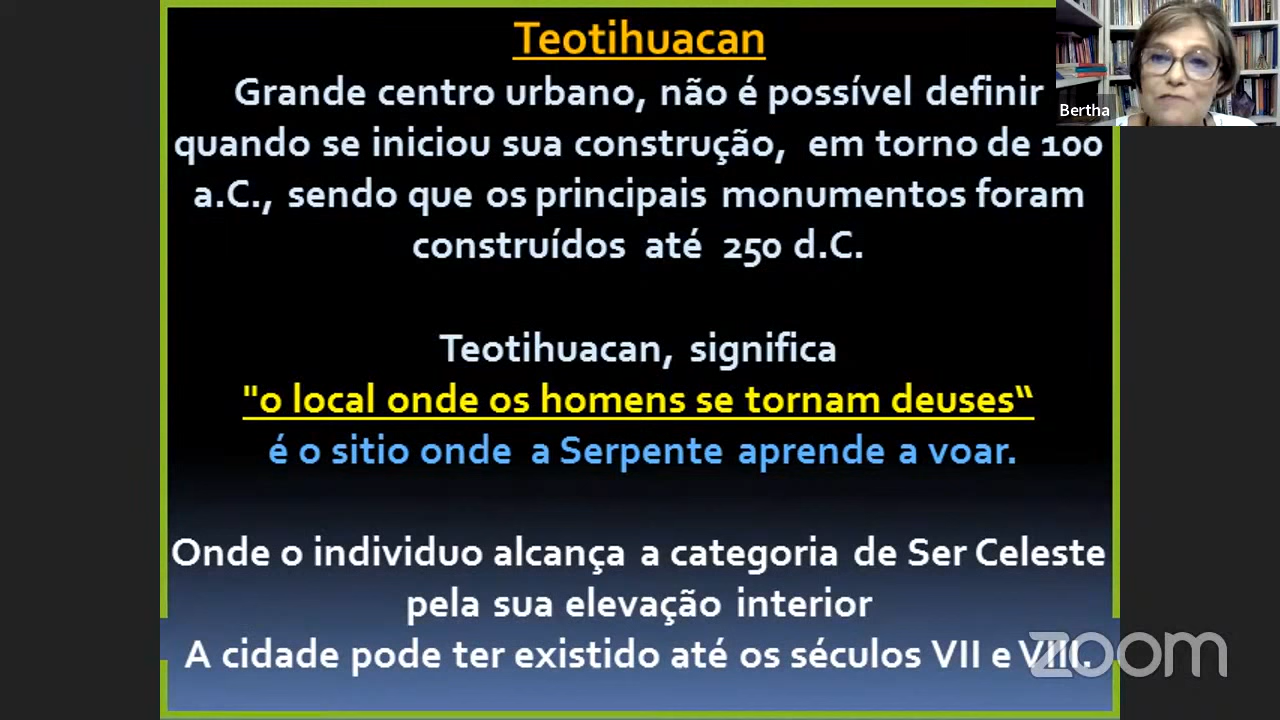 Teotihuacan
Grande centro urbano, não é possível definir
quando se iniciou sua construção, em torno de 100
a.C., sendo que os principais monumentos foram
construídos até 250 d.C.
Teotihuacan, significa
"o local onde os homens se tornam deuses“
é o sitio onde a Serpente aprende a voar.
Onde o individuo alcança a categoria de Ser Celeste
pela sua elevação interior
A cidade pode ter existido até os séculos VII e VIII.
Bertha
zoom